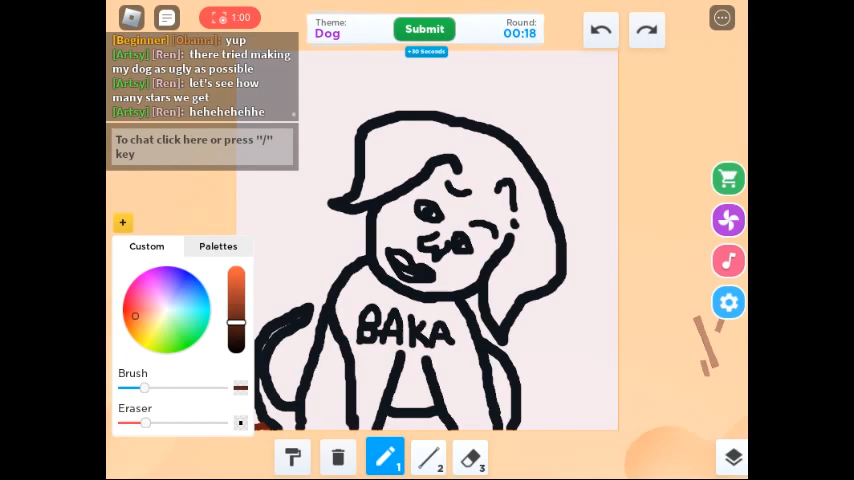 1:00
Theme:
Dog
Submit
Round:
00:18
+30 Seconds
[Beginner] [Obama]: yup
[Artsy] [Ren]: there tried making
my dog as ugly as possible
[Artsy] [Ren]: let's see how
many stars we get
[Artsy] [Ren]: hehehehehhe
To chat click here or press "/"
key
+
Custom
Palettes
Brush
Eraser
BAKA
1
2
3